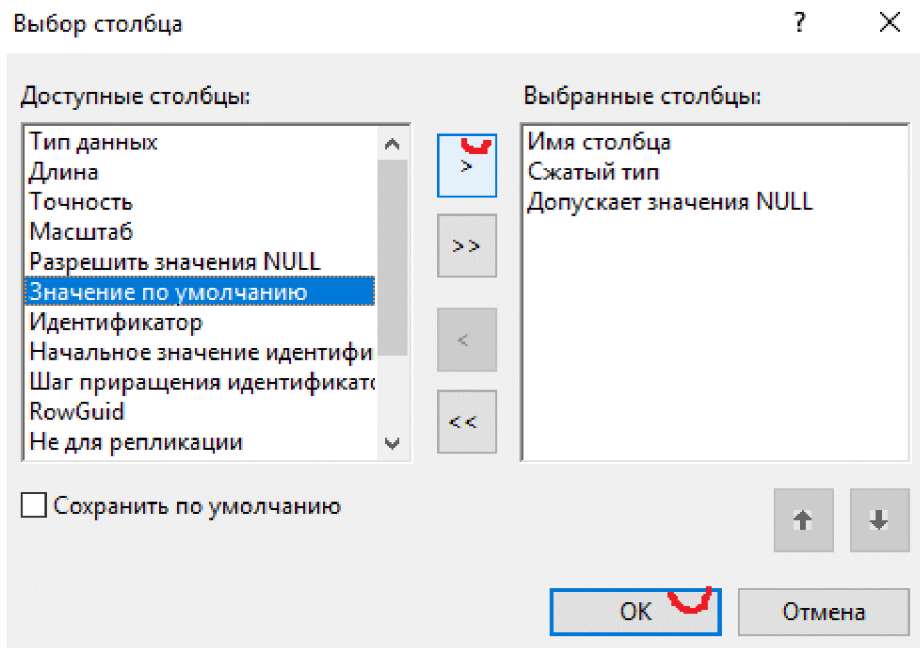 Выбор столбца
?
Доступные столбцы:
Выбранные столбцы:
Тип данных
Длина
Точность
Масштаб
Разрешить значения NULL
Значение по умолчанию
Идентификатор
Начальное значение идентифи
Шаг приращения идентификатс
RowGuid
Не для репликации
>
>>
<
<<
Имя столбца
Сжатый тип
Допускает значения NULL
Сохранить по умолчанию
OK
Отмена